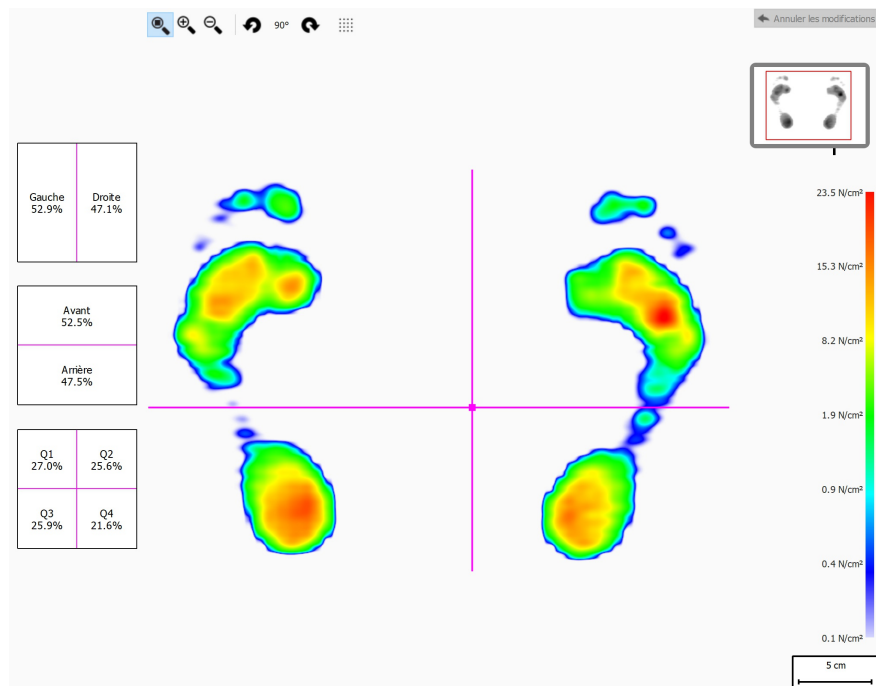 90°
Annuler les modifications
Gauche
52.9%
Droite
47.1%
Avant
52.5%
Arrière
47.5%
Q1
27.0%
Q2
25.6%
Q3
25.9%
Q4
21.6%
23.5 N/cm²
15.3 N/cm²
8.2 N/cm²
1.9 N/cm²
0.9 N/cm²
0.4 N/cm²
0.1 N/cm²
5 cm